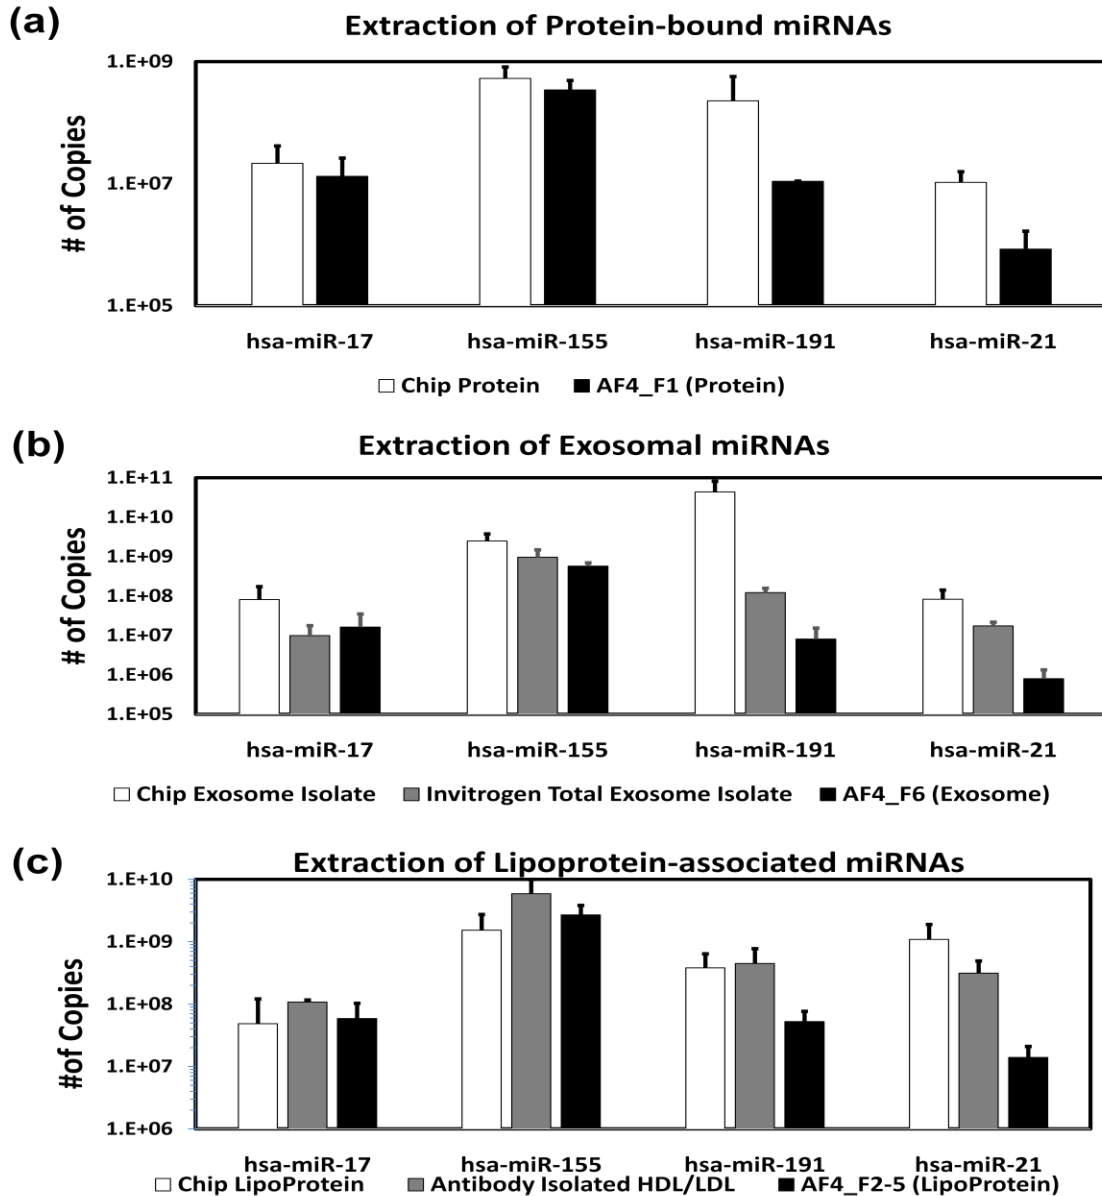 (a)
Extraction of Protein-bound miRNAs
# of Copies
1.E+09
1.E+07
1.E+05
hsa-miR-17 hsa-miR-155 hsa-miR-191 hsa-miR-21
Chip Protein AF4_F1 (Protein)
(b)
Extraction of Exosomal miRNAs
# of Copies
1.E+11
1.E+10
1.E+09
1.E+08
1.E+07
1.E+06
1.E+05
hsa-miR-17 hsa-miR-155 hsa-miR-191 hsa-miR-21
Chip Exosome Isolate Invitrogen Total Exosome Isolate AF4_F6 (Exosome)
(c)
Extraction of Lipoprotein-associated miRNAs
#of Copies
1.E+10
1.E+09
1.E+08
1.E+07
1.E+06
hsa-miR-17 hsa-miR-155 hsa-miR-191 hsa-miR-21
Chip LipoProtein Antibody Isolated HDL/LDL AF4_F2-5 (LipoProtein)